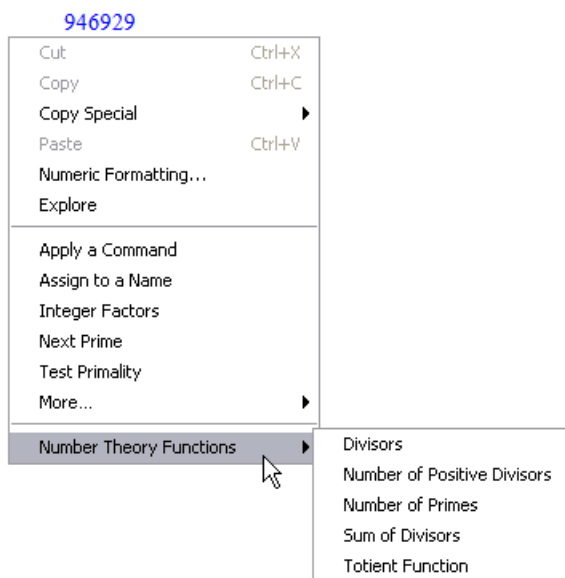 946929
Cut Ctrl+X
Copy Ctrl+C
Copy Special
Paste Ctrl+V
Numeric Formatting...
Explore
Apply a Command
Assign to a Name
Integer Factors
Next Prime
Test Primality
More...
Number Theory Functions
Divisors
Number of Positive Divisors
Number of Primes
Sum of Divisors
Totient Function